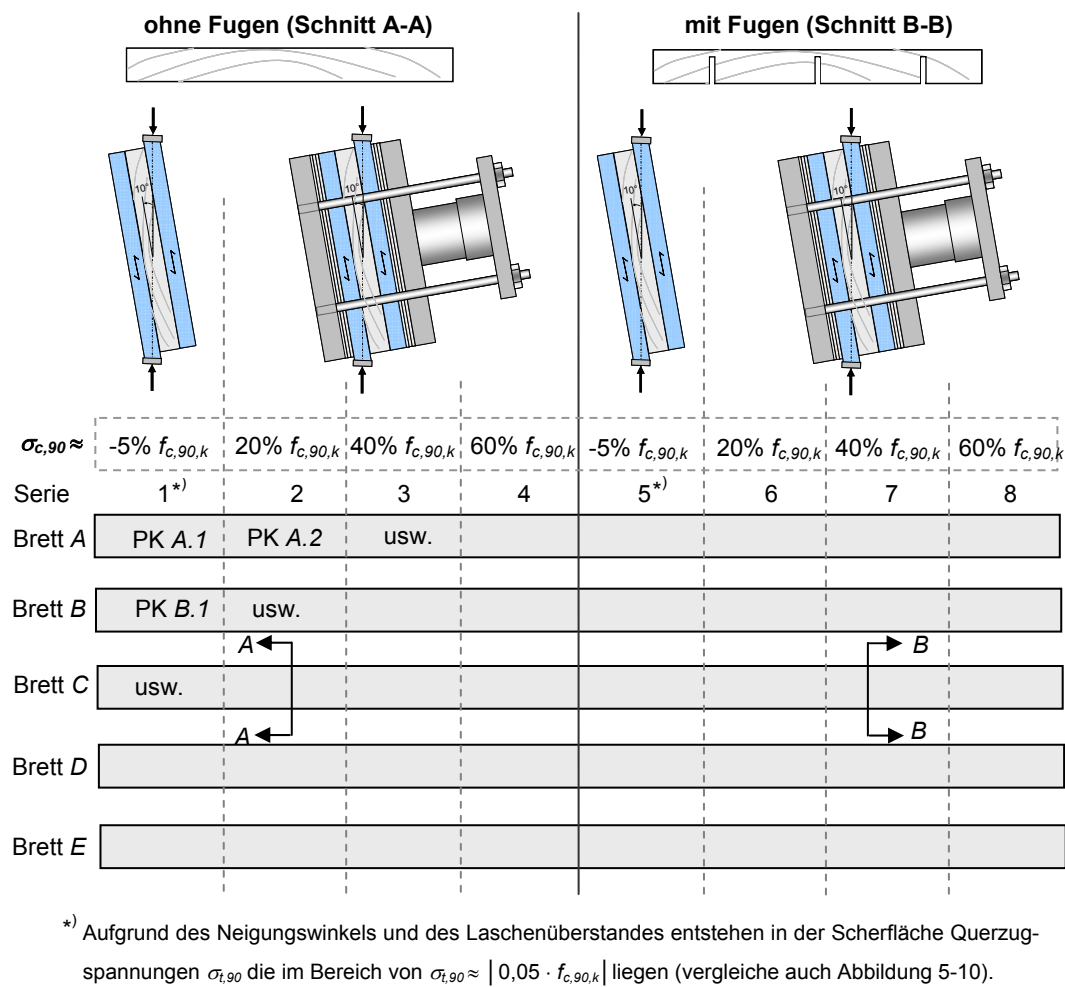 ohne Fugen (Schnitt A-A) mit Fugen (Schnitt B-B)
10° 10° 10° 10°
σc,90 ≈ -5% fc,90,k 20% fc,90,k 40% fc,90,k 60% fc,90,k -5% fc,90,k 20% fc,90,k 40% fc,90,k 60% fc,90,k
Serie 1*) 2 3 4 5*) 6 7 8
Brett A PK A.1 PK A.2 usw.
Brett B PK B.1 usw.
A B
Brett C usw.
A B
Brett D
Brett E
*) Aufgrund des Neigungswinkels und des Laschenüberstandes entstehen in der Scherfläche Querzug-
spannungen σt,90 die im Bereich von σt,90 ≈ | 0,05 · fc,90,k | liegen (vergleiche auch Abbildung 5-10).